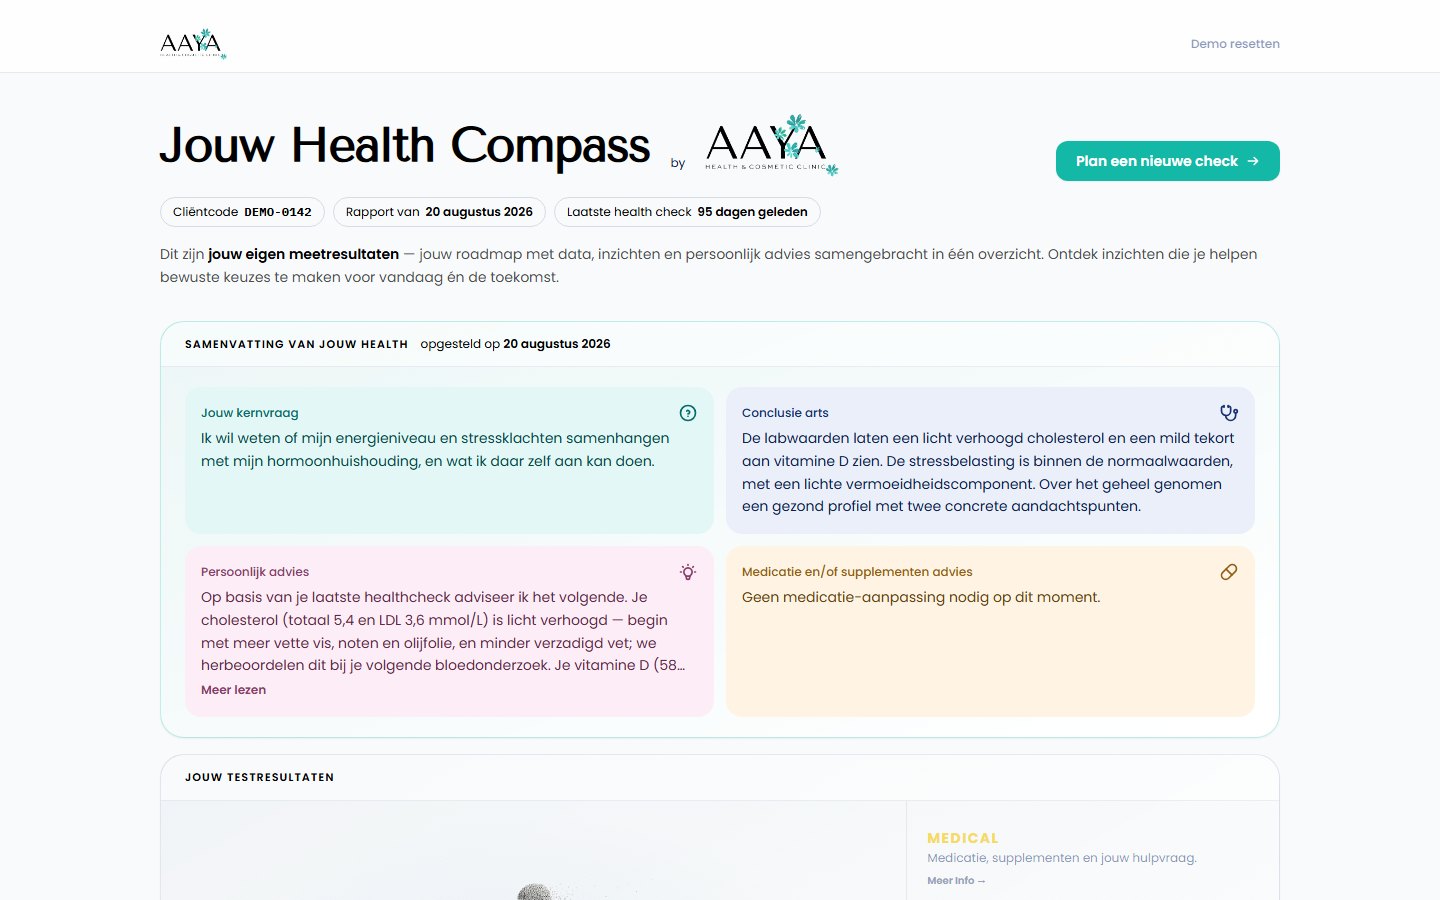 AAYA
Demo resetten
Jouw Health Compass by AAYA
HEALTH & COSMETIC CLINIC
Plan een nieuwe check →
Cliëntcode DEMO-0142
Rapport van 20 augustus 2026
Laatste health check 95 dagen geleden
Dit zijn jouw eigen meetresultaten — jouw roadmap met data, inzichten en persoonlijk advies samengebracht in één overzicht. Ontdek inzichten die je helpen
bewuste keuzes te maken voor vandaag én de toekomst.
SAMENVATTING VAN JOUW HEALTH opgesteld op 20 augustus 2026
Jouw kernvraag
Ik wil weten of mijn energieniveau en stressklachten samenhangen
met mijn hormoonhuishouding, en wat ik daar zelf aan kan doen.
Conclusie arts
De labwaarden laten een licht verhoogd cholesterol en een mild tekort
aan vitamine D zien. De stressbelasting is binnen de normaalwaarden,
met een lichte vermoeidheidscomponent. Over het geheel genomen
een gezond profiel met twee concrete aandachtspunten.
Persoonlijk advies
Op basis van je laatste healthcheck adviseer ik het volgende. Je
cholesterol (totaal 5,4 en LDL 3,6 mmol/L) is licht verhoogd — begin
met meer vette vis, noten en olijfolie, en minder verzadigd vet; we
herbeoordelen dit bij je volgende bloedonderzoek. Je vitamine D (58...
Meer lezen
Medicatie en/of supplementen advies
Geen medicatie-aanpassing nodig op dit moment.
JOUW TESTRESULTATEN
MEDICAL
Medicatie, supplementen en jouw hulpvraag.
Meer Info →